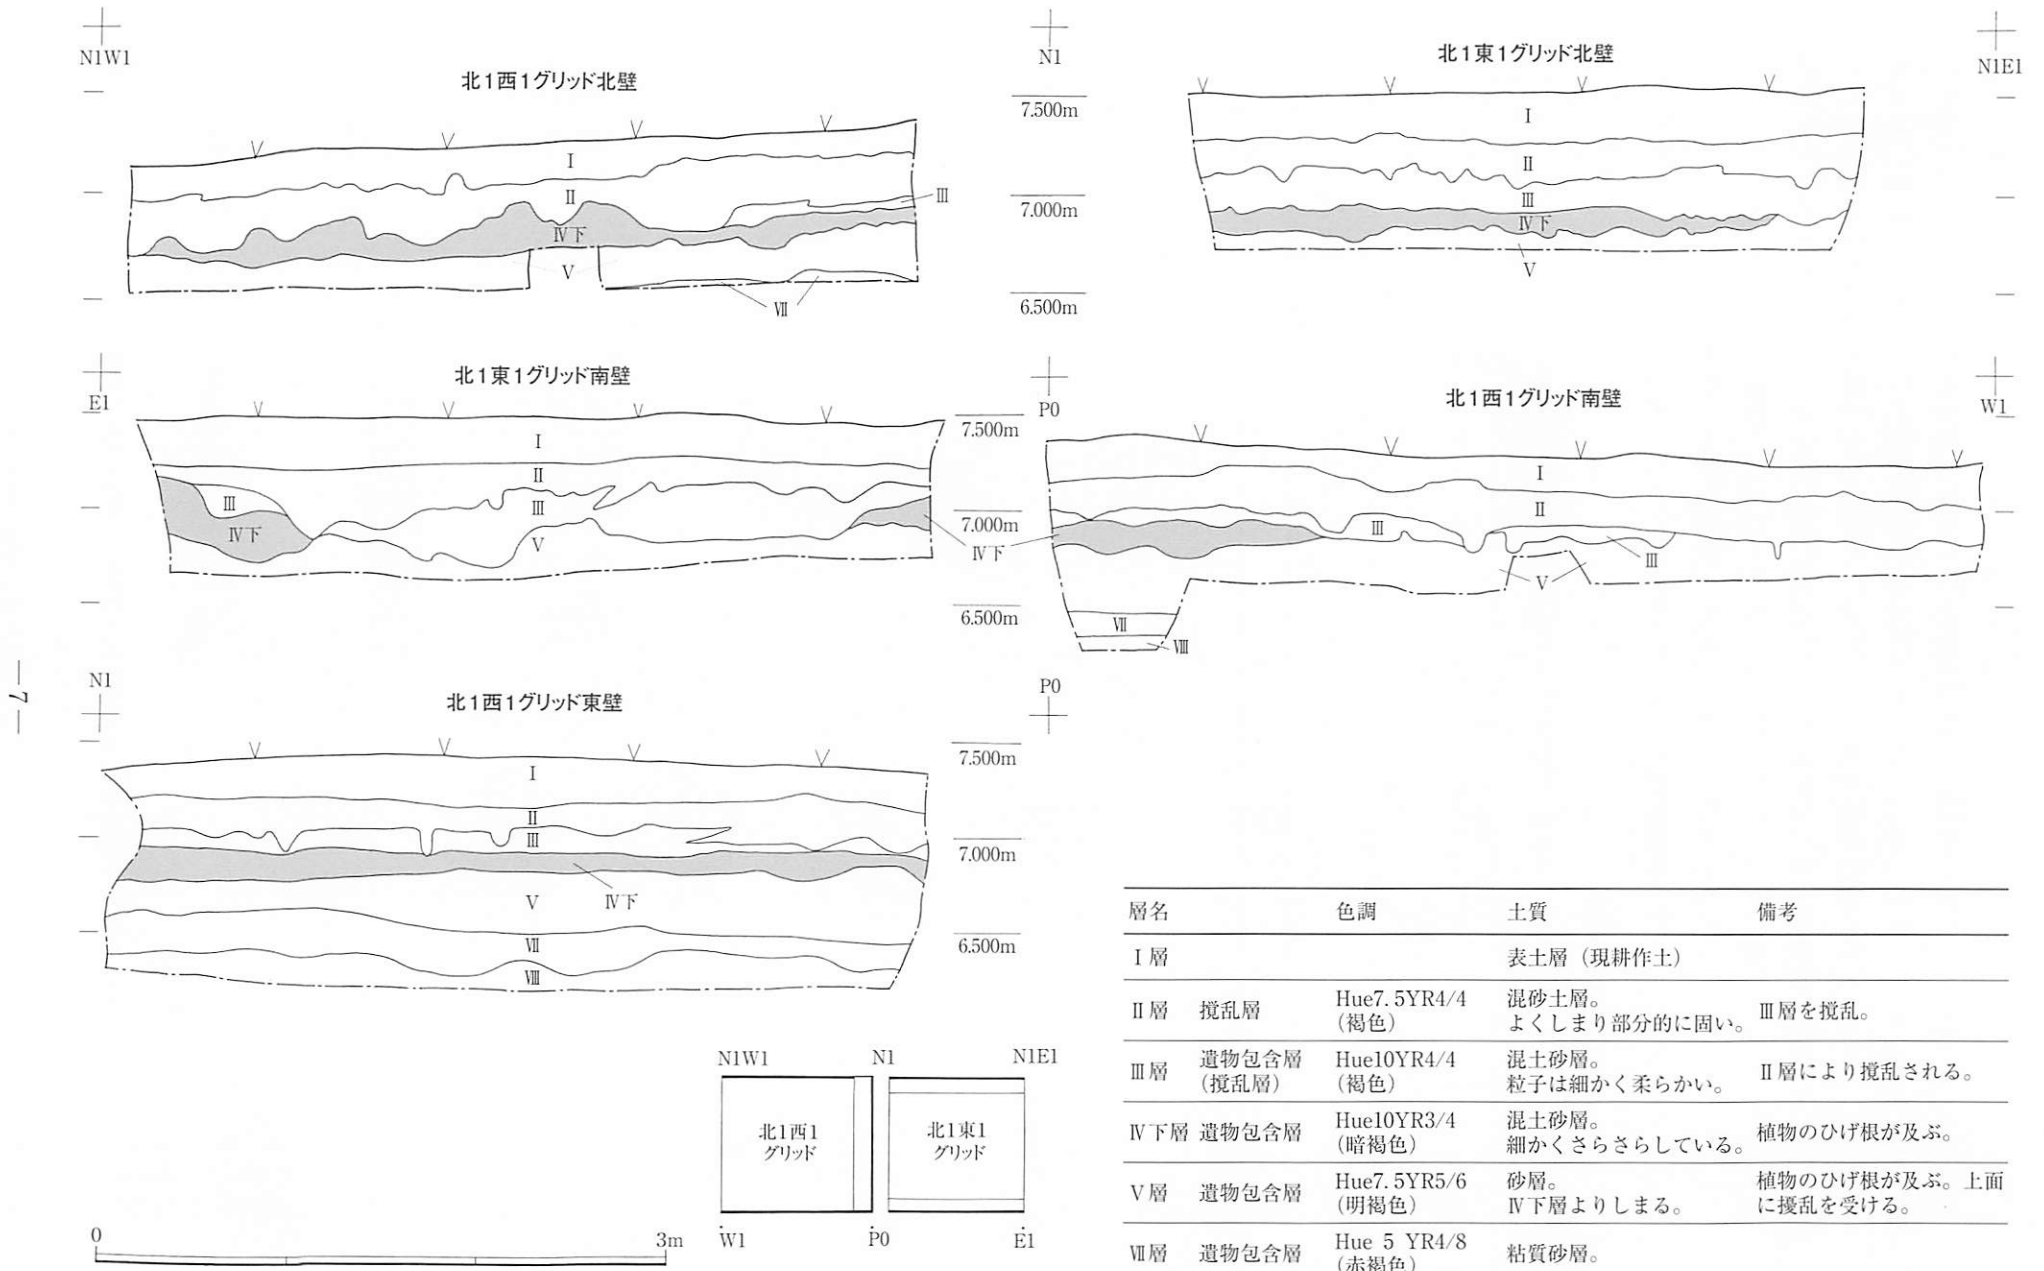 N1W1
N1
N1E1
北1西1グリッド北壁
北1東1グリッド北壁
7.500m
7.000m
6.500m
Ⅰ
Ⅱ
Ⅲ
Ⅳ下
Ⅴ
Ⅶ
Ⅰ
Ⅱ
Ⅲ
Ⅳ下
Ⅴ
E1
P0
W1
北1東1グリッド南壁
北1西1グリッド南壁
7.500m
7.000m
6.500m
Ⅰ
Ⅱ
Ⅲ
Ⅲ
Ⅳ下
Ⅴ
Ⅳ下
Ⅰ
Ⅱ
Ⅲ
Ⅲ
Ⅴ
Ⅶ
Ⅷ
N1
P0
北1西1グリッド東壁
7.500m
7.000m
6.500m
Ⅰ
Ⅱ
Ⅲ
Ⅳ下
Ⅴ
Ⅶ
Ⅷ
—7—
N1W1 N1 N1E1
北1西1
グリッド
北1東1
グリッド
W1 P0 E1
0 3m
層名 色調 土質 備考
Ⅰ層 表土層（現耕作土）
Ⅱ層 撹乱層 Hue7.5YR4/4 混砂土層。 Ⅲ層を撹乱。
(褐色) よくしまり部分的に固い。
Ⅲ層 遺物包含層 Hue10YR4/4 混土砂層。 Ⅱ層により撹乱される。
(撹乱層) (褐色) 粒子は細かく柔らかい。
Ⅳ下層 遺物包含層 Hue10YR3/4 混土砂層。 植物のひげ根が及ぶ。
(暗褐色) 細かくさらさらしている。
Ⅴ層 遺物包含層 Hue7.5YR5/6 砂層。 植物のひげ根が及ぶ。上面
(明褐色) Ⅳ下層よりしまる。 に擾乱を受ける。
Ⅶ層 遺物包含層 Hue 5 YR4/8 粘質砂層。
(赤褐色)